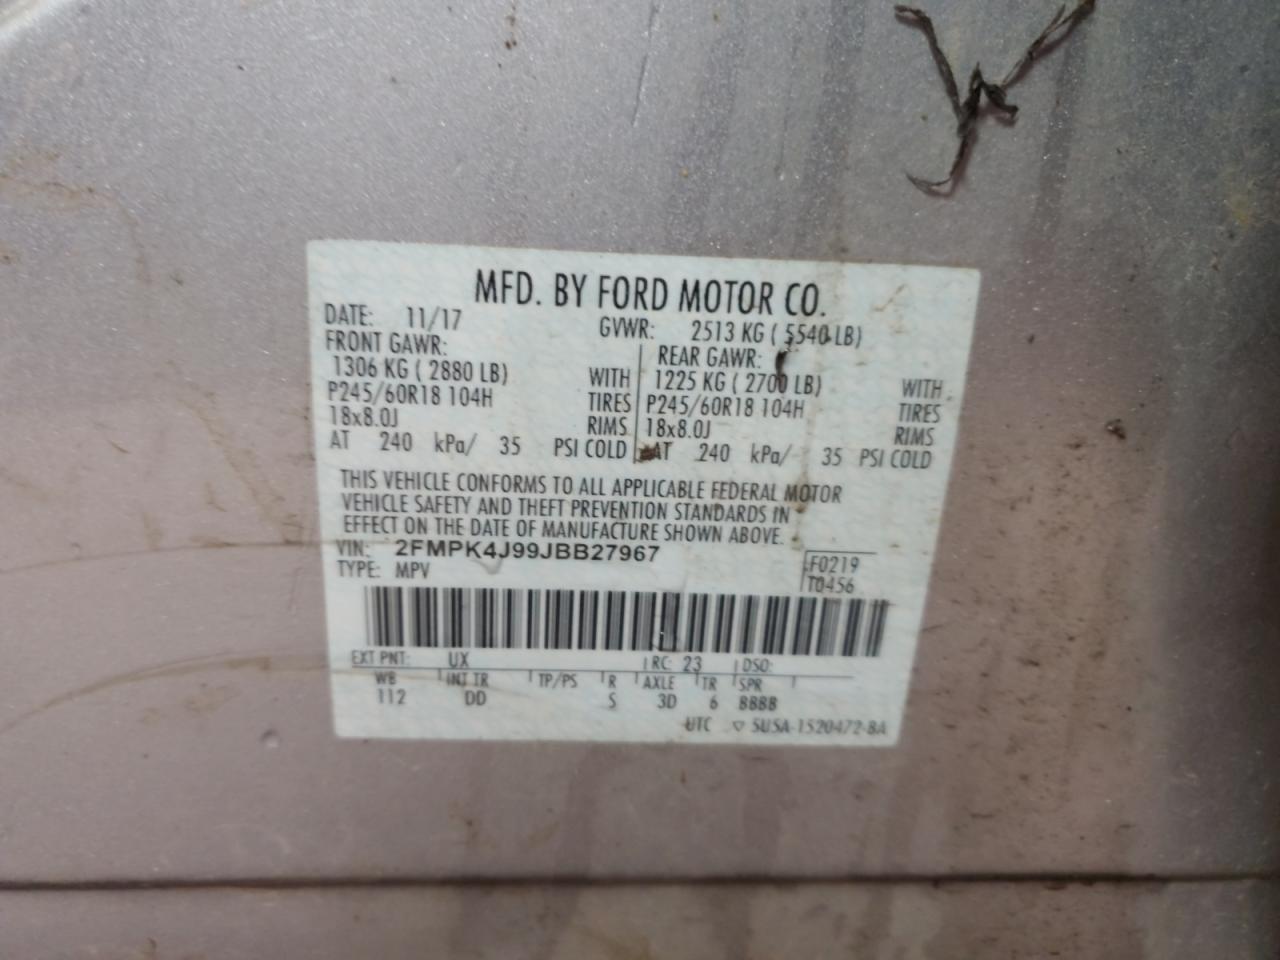 MFD. BY FORD MOTOR CO.
DATE: 11/17 GVWR: 2513 KG ( 5540 LB)
FRONT GAWR: REAR GAWR:
1306 KG ( 2880 LB) WITH 1225 KG ( 2700 LB) WITH
P245/60R18 104H TIRES P245/60R18 104H TIRES
18x8.0J RIMS 18x8.0J RIMS
AT 240 kPa/ 35 PSI COLD AT 240 kPa/ 35 PSI COLD
THIS VEHICLE CONFORMS TO ALL APPLICABLE FEDERAL MOTOR
VEHICLE SAFETY AND THEFT PREVENTION STANDARDS IN
EFFECT ON THE DATE OF MANUFACTURE SHOWN ABOVE.
VIN: 2FMPK4J99JBB27967 F0219
TYPE: MPV T0456
EXT PNT: UX RC: 23 DSO:
WB INT TR TP/PS R AXLE TR SPR
112 DD S 3D 6 BBBB
UTC ▽ 5U5A-1520472-BA